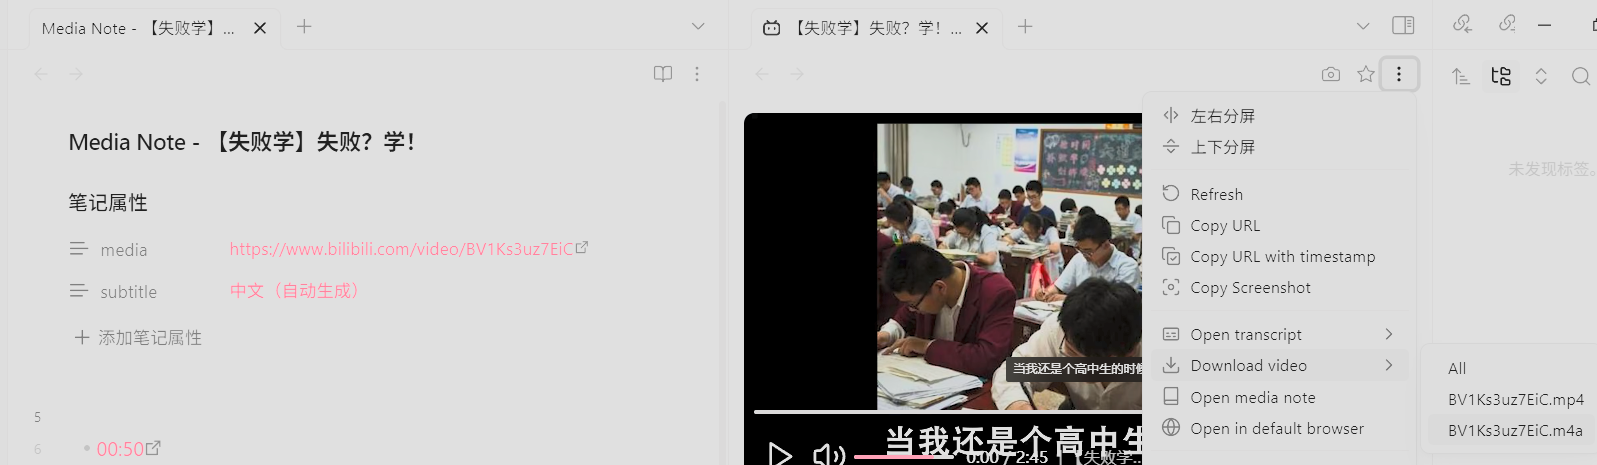 Media Note - 【失败学】...
【失败学】失败？学！...
Media Note - 【失败学】失败？学！
笔记属性
media https://www.bilibili.com/video/BV1Ks3uz7EiC
subtitle 中文（自动生成）
添加笔记属性
5
6 00:50
当我还是个高中生的时候
当我还是个高中生
0:00 / 2:45 【失败学...
左右分屏
上下分屏
Refresh
Copy URL
Copy URL with timestamp
Copy Screenshot
Open transcript
Download video
Open media note
Open in default browser
All
BV1Ks3uz7EiC.mp4
BV1Ks3uz7EiC.m4a
未发现标签。